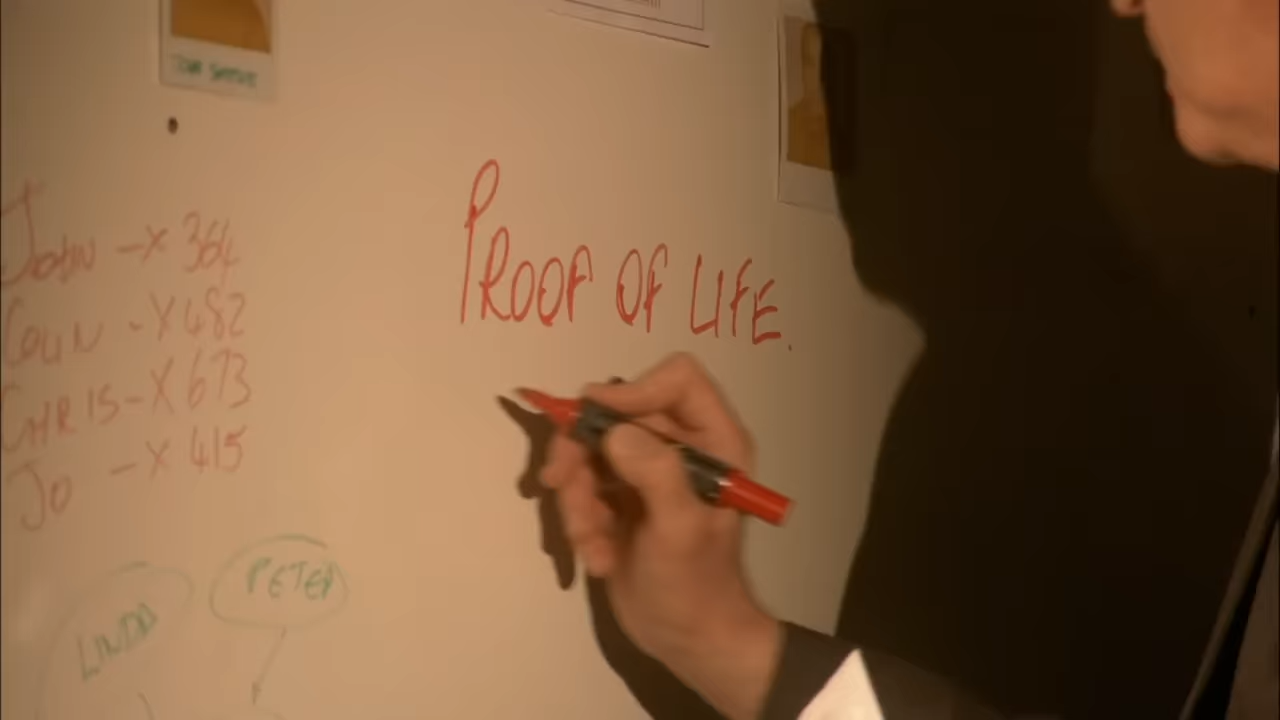 JOHN - X 364
COLIN - X 482
CHRIS - X 673
JO - X 415
PROOF OF LIFE.
PETER
LINDA